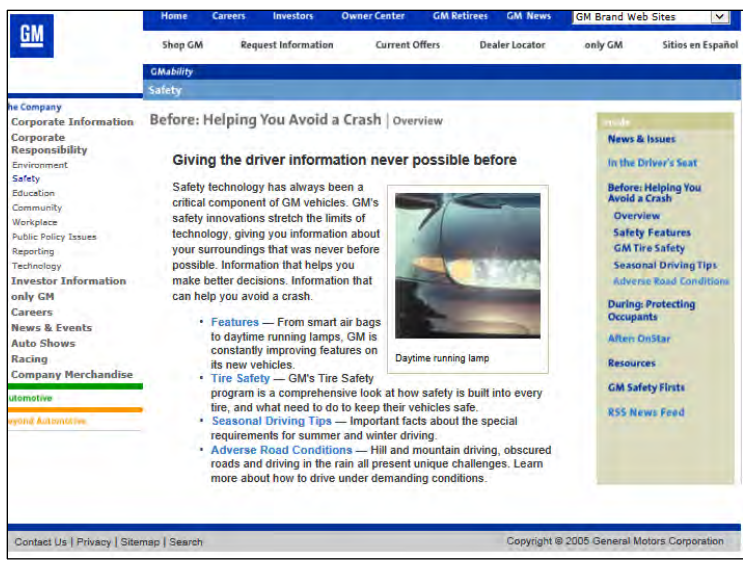 GM
Home Careers Investors Owner Center GM Retirees GM News GM Brand Web Sites
Shop GM Request Information Current Offers Dealer Locator only GM Sitios en Español
GMability
Safety
he Company
Corporate Information
Corporate
Responsibility
Environment
Safety
Education
Community
Workplace
Public Policy Issues
Reporting
Technology
Investor Information
only GM
Careers
News & Events
Auto Shows
Racing
Company Merchandise
utomotive
eyond Automotive
Before: Helping You Avoid a Crash | Overview
Giving the driver information never possible before
Safety technology has always been a
critical component of GM vehicles. GM's
safety innovations stretch the limits of
technology, giving you information about
your surroundings that was never before
possible. Information that helps you
make better decisions. Information that
can help you avoid a crash.
• Features — From smart air bags
to daytime running lamps, GM is
constantly improving features on
its new vehicles.
• Tire Safety — GM's Tire Safety
program is a comprehensive look at how safety is built into every
tire, and what need to do to keep their vehicles safe.
• Seasonal Driving Tips — Important facts about the special
requirements for summer and winter driving.
• Adverse Road Conditions — Hill and mountain driving, obscured
roads and driving in the rain all present unique challenges. Learn
more about how to drive under demanding conditions.
Daytime running lamp
Inside
News & Issues
In the Driver's Seat
Before: Helping You
Avoid a Crash
Overview
Safety Features
GM Tire Safety
Seasonal Driving Tips
Adverse Road Conditions
During: Protecting
Occupants
After: OnStar
Resources
GM Safety Firsts
RSS News Feed
Contact Us | Privacy | Sitemap | Search
Copyright © 2005 General Motors Corporation